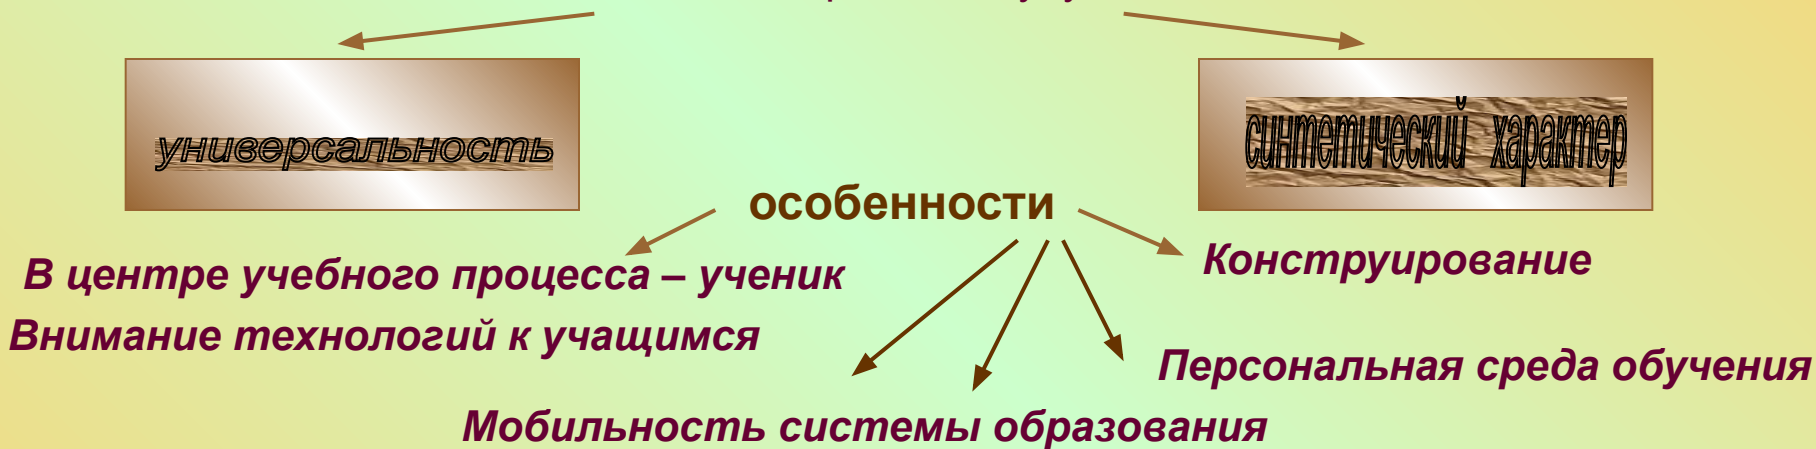 универсальность
синтетический характер
особенности
В центре учебного процесса – ученик
Конструирование
Внимание технологий к учащимся
Персональная среда обучения
Мобильность системы образования